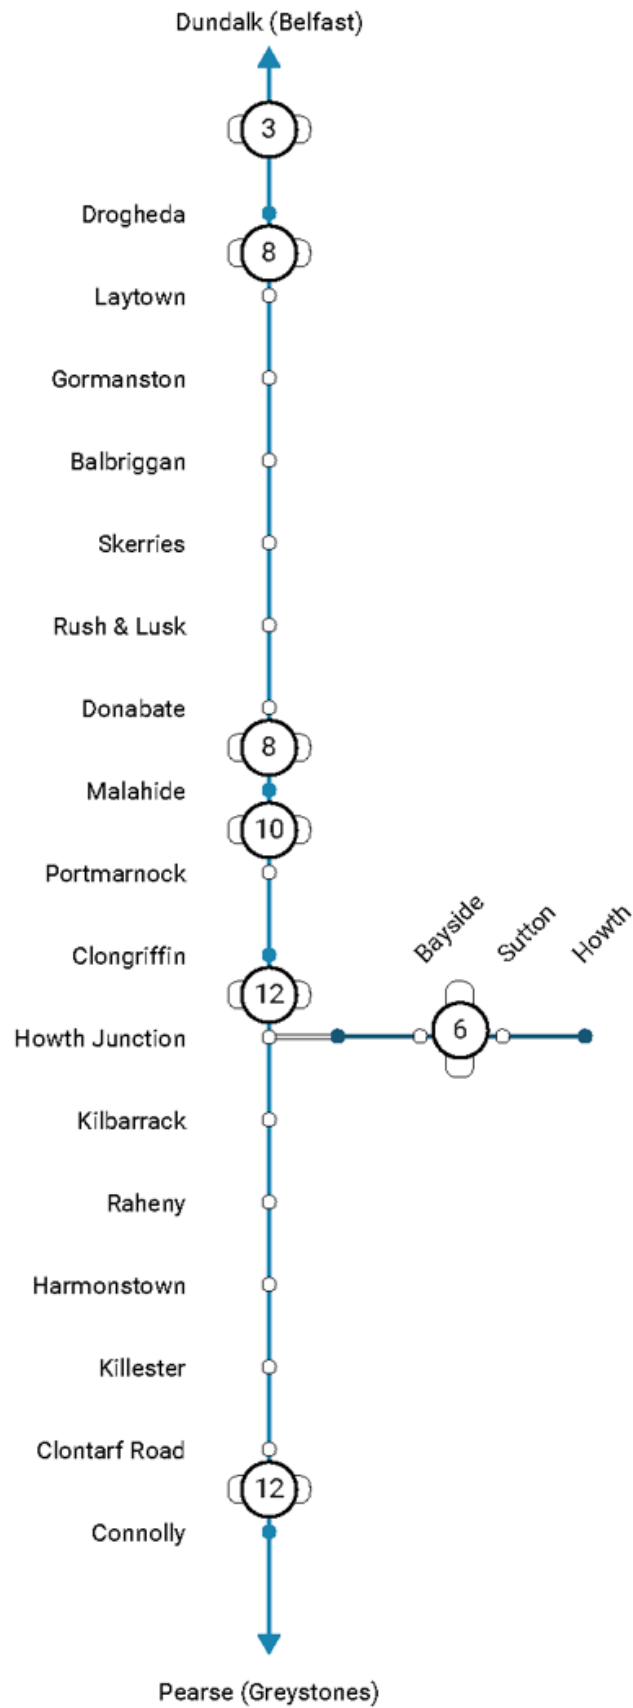 Dundalk (Belfast)
3
Drogheda
8
Laytown
Gormanston
Balbriggan
Skerries
Rush & Lusk
Donabate
8
Malahide
10
Portmarnock
Clongriffin
12
Bayside
Sutton
Howth
Howth Junction
6
Kilbarrack
Raheny
Harmonstown
Killester
Clontarf Road
12
Connolly
Pearse (Greystones)